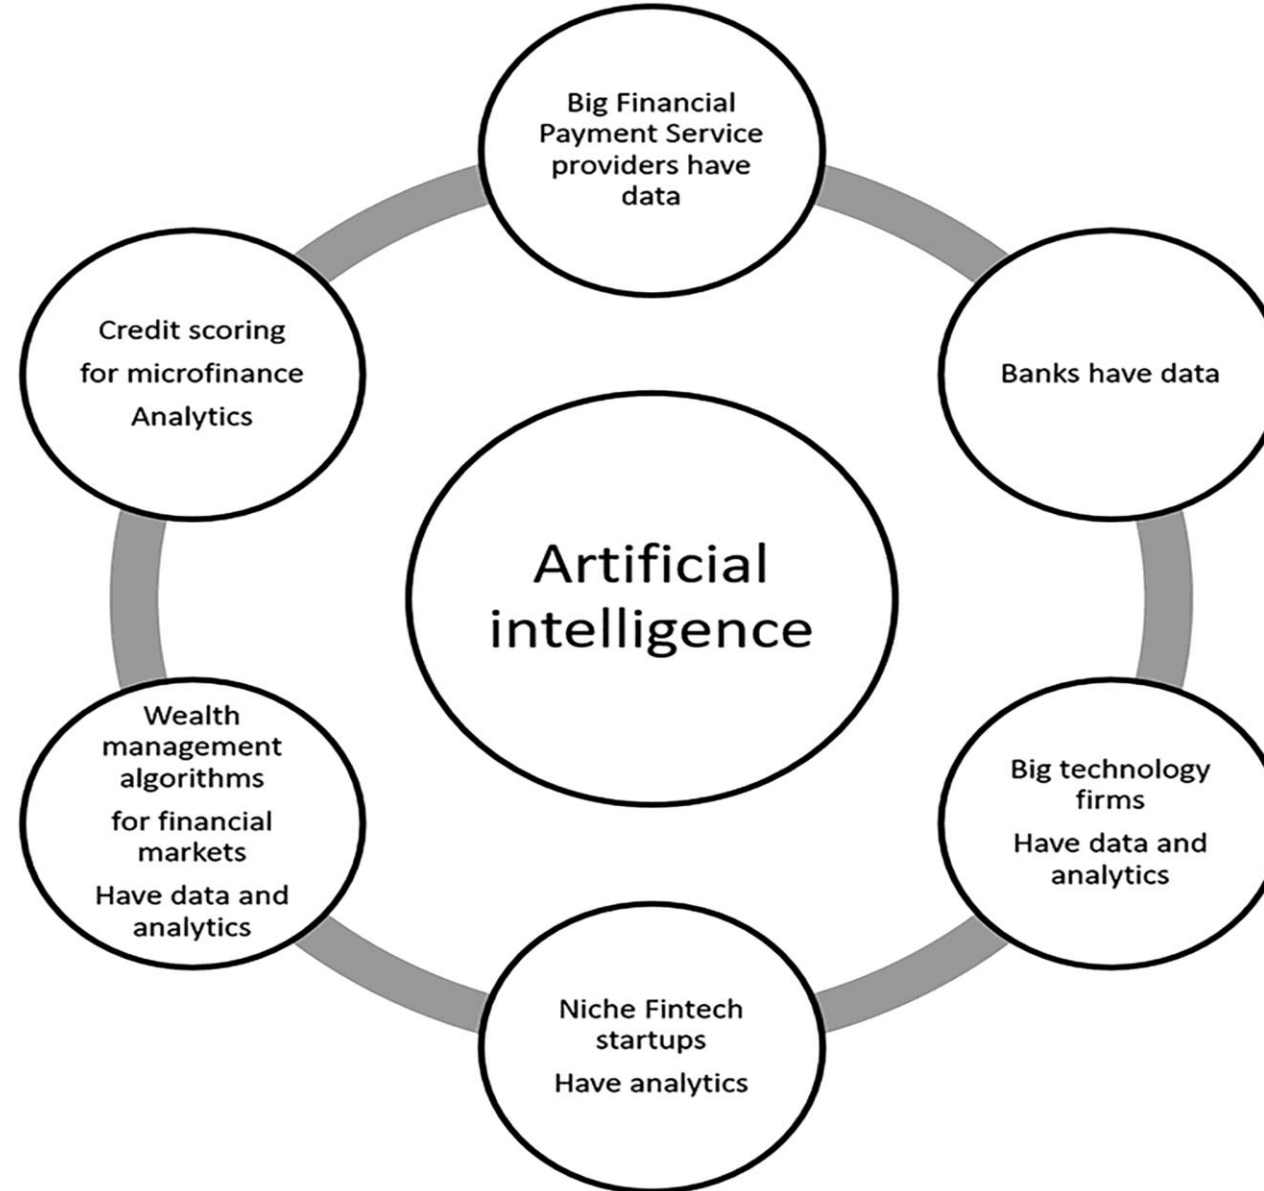 Big Financial
Payment Service
providers have
data
Credit scoring
for microfinance
Analytics
Banks have data
Artificial
intelligence
Wealth
management
algorithms
for financial
markets
Have data and
analytics
Big technology
firms
Have data and
analytics
Niche Fintech
startups
Have analytics